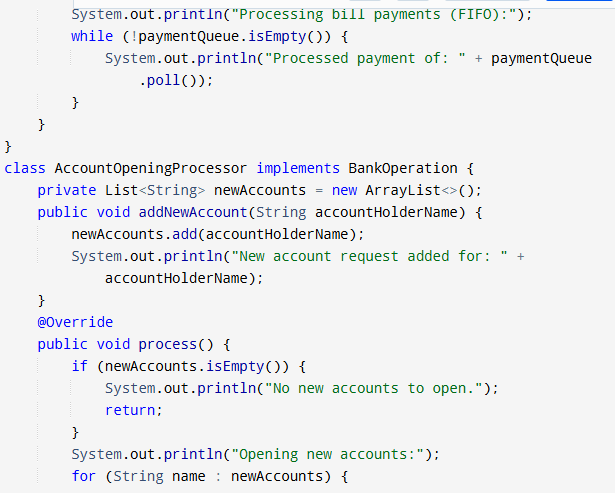 System.out.println("Processing bill payments (FIFO):");
while (!paymentQueue.isEmpty()) {
System.out.println("Processed payment of: " + paymentQueue
.poll());
}
}
}
class AccountOpeningProcessor implements BankOperation {
private List<String> newAccounts = new ArrayList<>();
public void addNewAccount(String accountHolderName) {
newAccounts.add(accountHolderName);
System.out.println("New account request added for: " +
accountHolderName);
}
@Override
public void process() {
if (newAccounts.isEmpty()) {
System.out.println("No new accounts to open.");
return;
}
System.out.println("Opening new accounts:");
for (String name : newAccounts) {